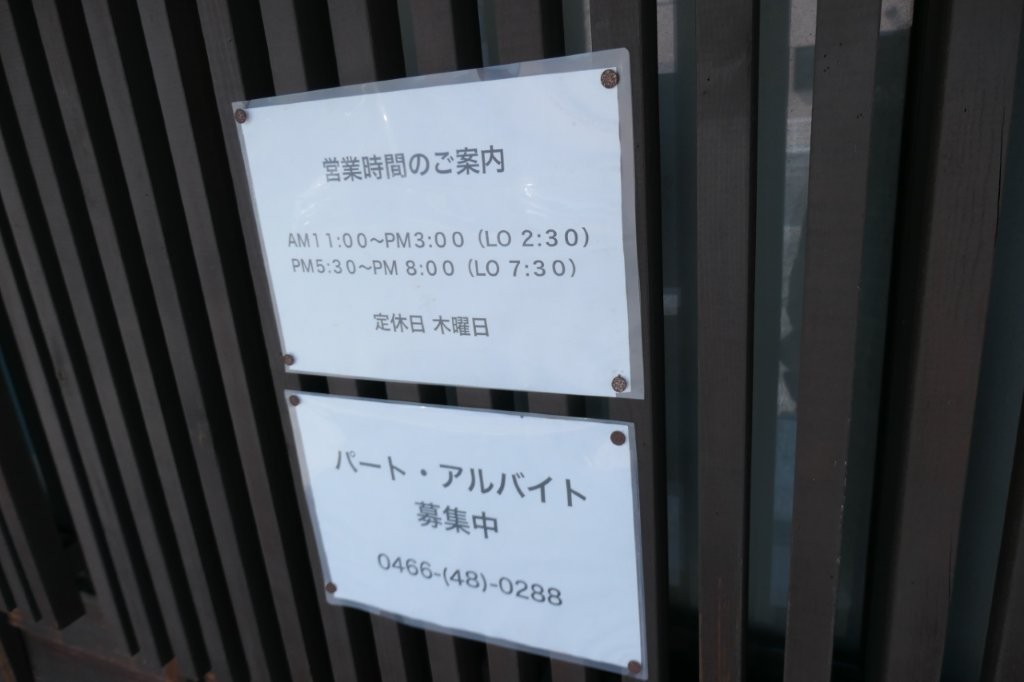 営業時間のご案内
AM11:00～PM3:00（LO 2:30）
PM5:30～PM 8:00（LO 7:30）
定休日 木曜日
パート・アルバイト
募集中
0466-(48)-0288